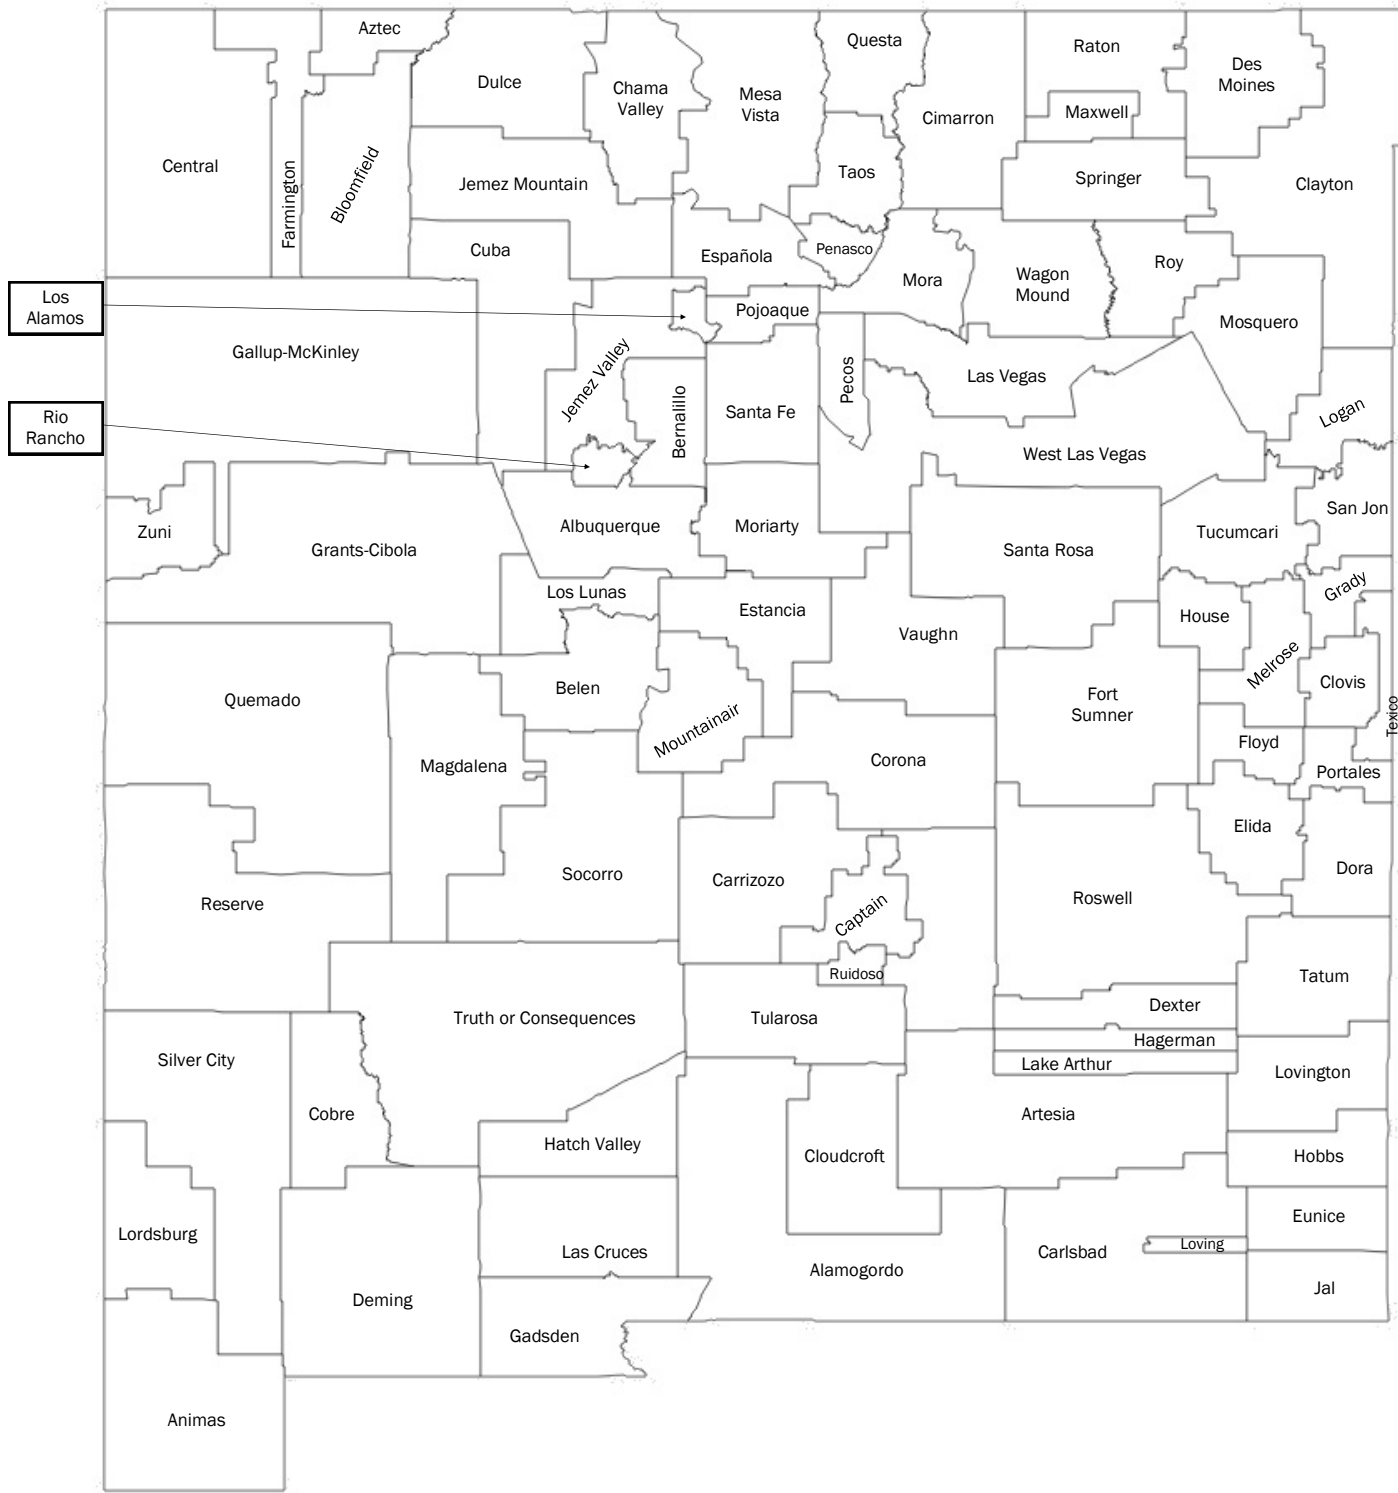 Aztec
Questa
Raton
Des
Moines
Dulce
Chama
Valley
Mesa
Vista
Cimarron
Maxwell
Central
Farmington
Bloomfield
Jemez Mountain
Taos
Springer
Clayton
Cuba
Española
Penasco
Mora
Wagon
Mound
Roy
Los
Alamos
Pojoaque
Mosquero
Gallup-McKinley
Jemez Valley
Bernalillo
Santa Fe
Pecos
Las Vegas
Logan
Rio
Rancho
West Las Vegas
Zuni
Grants-Cibola
Albuquerque
Moriarty
Santa Rosa
Tucumcari
San Jon
Los Lunas
Estancia
Vaughn
House
Grady
Quemado
Belen
Mountainair
Fort
Sumner
Melrose
Clovis
Texico
Magdalena
Corona
Floyd
Portales
Elida
Reserve
Socorro
Carrizozo
Captain
Roswell
Dora
Ruidoso
Tatum
Truth or Consequences
Tularosa
Dexter
Hagerman
Silver City
Lake Arthur
Lovington
Cobre
Artesia
Hatch Valley
Cloudcroft
Hobbs
Lordsburg
Las Cruces
Carlsbad
Loving
Eunice
Alamogordo
Jal
Deming
Gadsden
Animas